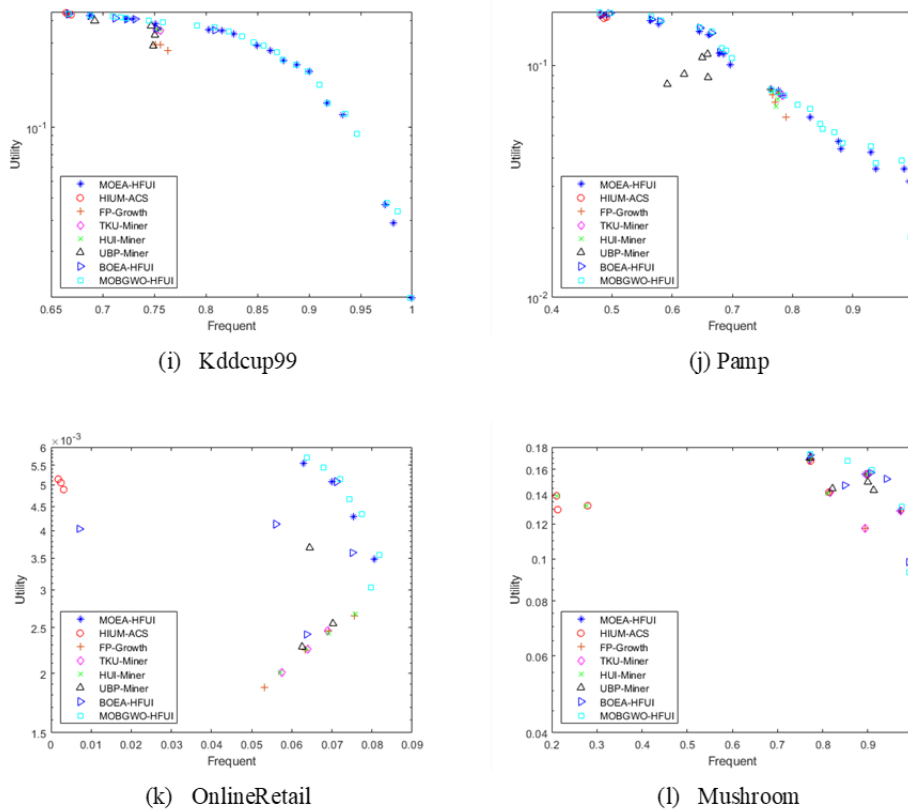 10^-1
Utility
MOEA-HFUI
HIUM-ACS
FP-Growth
TKU-Miner
HUI-Miner
UBP-Miner
BOEA-HFUI
MOBGWO-HFUI
0.65 0.7 0.75 0.8 0.85 0.9 0.95 1
Frequent
(i) Kddcup99
10^-1
10^-2
Utility
MOEA-HFUI
HIUM-ACS
FP-Growth
TKU-Miner
HUI-Miner
UBP-Miner
BOEA-HFUI
MOBGWO-HFUI
0.4 0.5 0.6 0.7 0.8 0.9
Frequent
(j) Pamp
×10^-3
6
5.5
5
4.5
4
3.5
3
2.5
2
1.5
Utility
MOEA-HFUI
HIUM-ACS
FP-Growth
TKU-Miner
HUI-Miner
UBP-Miner
BOEA-HFUI
MOBGWO-HFUI
0 0.01 0.02 0.03 0.04 0.05 0.06 0.07 0.08 0.09
Frequent
(k) OnlineRetail
0.18
0.16
0.14
0.12
0.1
0.08
0.06
0.04
Utility
MOEA-HFUI
HIUM-ACS
FP-Growth
TKU-Miner
HUI-Miner
UBP-Miner
BOEA-HFUI
MOBGWO-HFUI
0.2 0.3 0.4 0.5 0.6 0.7 0.8 0.9
Frequent
(l) Mushroom